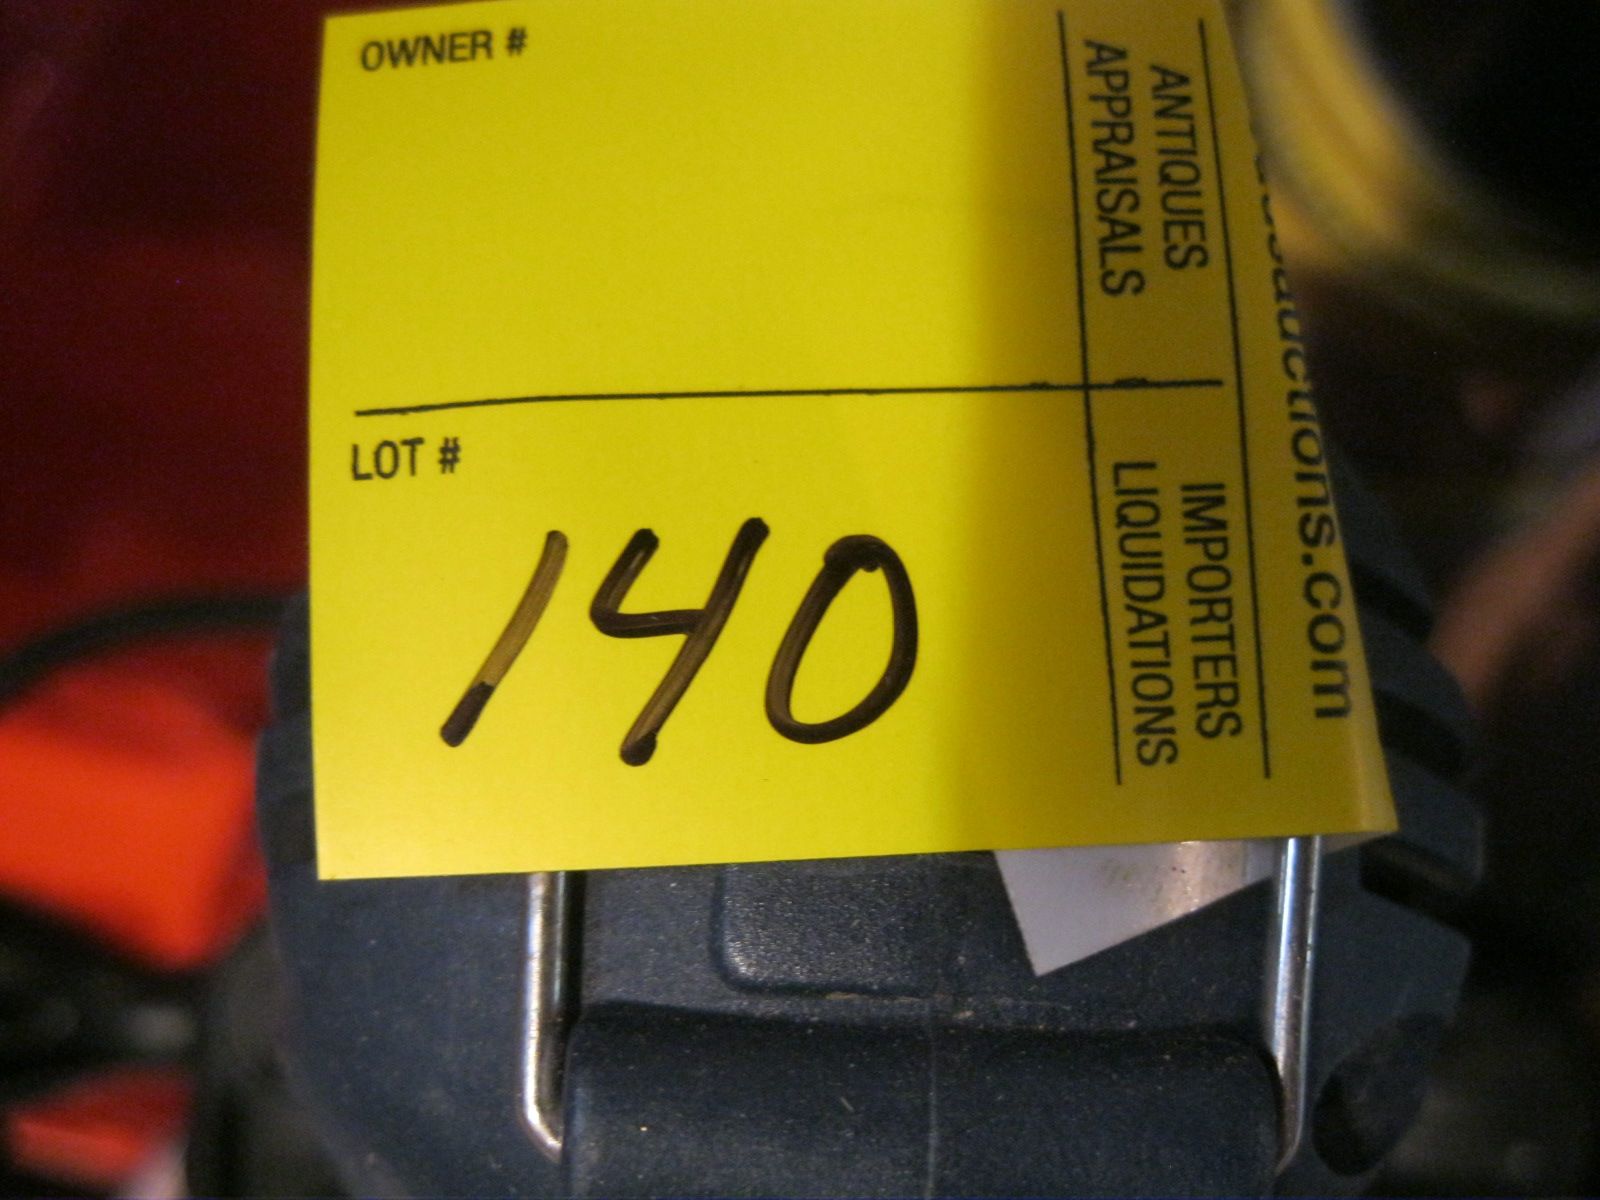 OWNER #
LOT #
140
ANTIQUES
APPRAISALS
IMPORTERS
LIQUIDATIONS